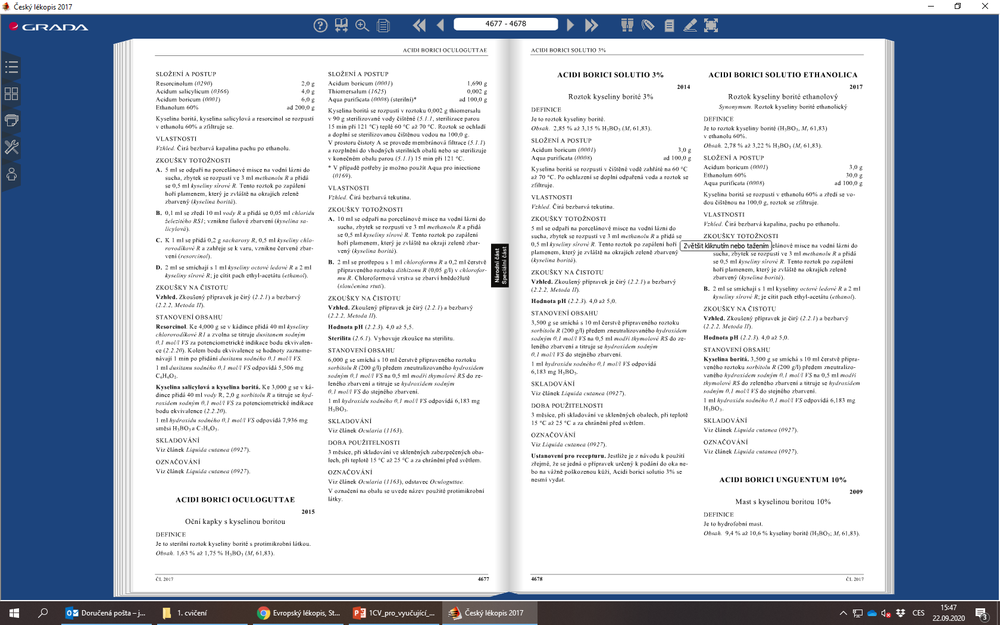 Český lékopis 2017
GRADA
4677 - 4678
ACIDI BORICI OCULOGUTTAE
SLOŽENÍ A POSTUP
Resorcinolum (0290) 2,0 g
Acidum salicylicum (0366) 4,0 g
Acidum boricum (0001) 6,0 g
Ethanolum 60% ad 200,0 g
Kyselina boritá, kyselina salicylová a resorcinol se rozpustí
v ethanolu 60% a zfiltruje se.
VLASTNOSTI
Vzhled. Čirá bezbarvá kapalina pachu po ethanolu.
ZKOUŠKY TOTOŽNOSTI
A. 5 ml se odpaří na porcelánové misce na vodní lázni do
sucha, zbytek se rozpustí ve 3 ml methanolu R a přidá
se 0,5 ml kyseliny sírové R. Tento roztok po zapálení
hoří plamenem, který je zvláště na okrajích zeleně
zbarvený (kyselina boritá).
B. 0,1 ml se zředí 10 ml vody R a přidá se 0,05 ml chloridu
železitého RS1; vznikne fialové zbarvení (kyselina sa-
licylová).
C. K 1 ml se přidá 0,2 g sacharosy R, 0,5 ml kyseliny chlo-
rovodíkové R a zahřeje se k varu, vznikne červené zbar-
vení (resorcinol).
D. 2 ml se smíchají s 1 ml kyseliny octové ledové R a 2 ml
kyseliny sírové R; je cítit pach ethyl-acetátu (ethanol).
ZKOUŠKY NA ČISTOTU
Vzhled. Zkoušený přípravek je čirý (2.2.1) a bezbarvý
(2.2.2, Metoda II).
STANOVENÍ OBSAHU
Resorcinol. Ke 4,000 g se v kádince přidá 40 ml kyseliny
chlorovodíkové R1 a zvolna se titruje dusitanem sodným
0,1 mol/l VS za potenciometrické indikace bodu ekvivalen-
ce (2.2.20). Kolem bodu ekvivalence se hodnoty zazname-
návají 1 min po přidání dusitanu sodného 0,1 mol/l VS.
1 ml dusitanu sodného 0,1 mol/l VS odpovídá 5,506 mg
C6H6O2.
Kyselina salicylová a kyselina boritá. Ke 3,000 g se v ká-
dince přidá 40 ml vody R, 2,0 g sorbitolu R a titruje se hyd-
roxidem sodným 0,1 mol/l VS za potenciometrické indikace
bodu ekvivalence (2.2.20).
1 ml hydroxidu sodného 0,1 mol/l VS odpovídá 7,936 mg
směsi H3BO3 a C7H6O3.
SKLADOVÁNÍ
Viz článek Liquida cutanea (0927).
OZNAČOVÁNÍ
Viz článek Liquida cutanea (0927).
ACIDI BORICI OCULOGUTTAE
2015
Oční kapky s kyselinou boritou
DEFINICE
Je to sterilní roztok kyseliny borité s protimikrobní látkou.
Obsah. 1,63 % až 1,75 % H3BO3 (Mr 61,83).
SLOŽENÍ A POSTUP
Acidum boricum (0001) 1,690 g
Thiomersalum (1625) 0,002 g
Aqua purificata (0008) (sterilní)* ad 100,0 g
Kyselina boritá se rozpustí v roztoku 0,002 g thiomersalu
v 90 g sterilizované vody čištěné (5.1.1, sterilizace parou
15 min při 121 °C) teplé 60 °C až 70 °C. Roztok se ochladí
a doplní se sterilizovanou čištěnou vodou na 100,0 g.
V prostoru čistoty A se provede membránová filtrace (5.1.1)
a rozplnění do vhodných sterilních obalů nebo se sterilizuje
v konečném obalu parou (5.1.1) 15 min při 121 °C.
* V případě potřeby je možno použít Aqua pro iniectione
(0169).
VLASTNOSTI
Vzhled. Čirá bezbarvá tekutina.
ZKOUŠKY TOTOŽNOSTI
A. 10 ml se odpaří na porcelánové misce na vodní lázni do
sucha, zbytek se rozpustí ve 3 ml methanolu R a přidá
se 0,5 ml kyseliny sírové R. Tento roztok po zapálení
hoří plamenem, který je zvláště na okraji zeleně zbar-
vený (kyselina boritá).
B. 2 ml se protřepou s 1 ml chloroformu R a 0,2 ml čerstvě
připraveného roztoku dithizonu R (0,05 g/l) v chlorofor-
mu R. Chloroformová vrstva se zbarví hnědožlutě
(sloučenina rtuti).
ZKOUŠKY NA ČISTOTU
Vzhled. Zkoušený přípravek je čirý (2.2.1) a bezbarvý
(2.2.2, Metoda II).
Hodnota pH (2.2.3). 4,0 až 5,5.
Sterilita (2.6.1). Vyhovuje zkoušce na sterilitu.
STANOVENÍ OBSAHU
6,000 g se smíchá s 10 ml čerstvě připraveného roztoku
sorbitolu R (200 g/l) předem zneutralizovaného hydroxidem
sodným 0,1 mol/l VS na 0,5 ml modři thymolové RS do ze-
leného zbarvení a titruje se hydroxidem sodným
0,1 mol/l VS do stejného zbarvení.
1 ml hydroxidu sodného 0,1 mol/l VS odpovídá 6,183 mg
H3BO3.
SKLADOVÁNÍ
Viz článek Ocularia (1163).
DOBA POUŽITELNOSTI
3 měsíce, při skladování ve skleněných zabezpečených oba-
lech, při teplotě 15 °C až 25 °C a za chránění před světlem.
OZNAČOVÁNÍ
Viz článek Ocularia (1163), odstavec Oculoguttae.
V označení na obalu se uvede název použité protimikrobní
látky.
ČL 2017 4677
Národní část
Speciální část
ACIDI BORICI SOLUTIO 3%
ACIDI BORICI SOLUTIO 3%
2014
Roztok kyseliny borité 3%
DEFINICE
Je to roztok kyseliny borité.
Obsah. 2,85 % až 3,15 % H3BO3 (Mr 61,83).
SLOŽENÍ A POSTUP
Acidum boricum (0001) 3,0 g
Aqua purificata (0008) ad 100,0 g
Kyselina boritá se rozpustí v čištěné vodě zahřáté na 60 °C
až 70 °C. Po ochlazení se doplní odpařená voda a roztok se
zfiltruje.
VLASTNOSTI
Vzhled. Čirá bezbarvá tekutina.
ZKOUŠKY TOTOŽNOSTI
5 ml se odpaří na porcelánové misce na vodní lázni do
sucha, zbytek se rozpustí ve 3 ml methanolu R a přidá se
0,5 ml kyseliny sírové R. Tento roztok po zapálení hoří
plamenem, který je zvláště na okrajích zeleně zbarvený
(kyselina boritá).
ZKOUŠKY NA ČISTOTU
Vzhled. Zkoušený přípravek je čirý (2.2.1) a bezbarvý
(2.2.2, Metoda II).
Hodnota pH (2.2.3). 4,0 až 5,0.
STANOVENÍ OBSAHU
3,500 g se smíchá s 10 ml čerstvě připraveného roztoku
sorbitolu R (200 g/l) předem zneutralizovaného hydroxidem
sodným 0,1 mol/l VS na 0,5 ml modři thymolové RS do ze-
leného zbarvení a titruje se hydroxidem sodným
0,1 mol/l VS do stejného zbarvení.
1 ml hydroxidu sodného 0,1 mol/l VS odpovídá
6,183 mg H3BO3.
SKLADOVÁNÍ
Viz článek Liquida cutanea (0927).
DOBA POUŽITELNOSTI
3 měsíce, při skladování ve skleněných obalech, při teplotě
15 °C až 25 °C a za chránění před světlem.
OZNAČOVÁNÍ
Viz Liquida cutanea (0927).
Ustanovení pro recepturu. Jestliže je z návodu k použití
zřejmé, že se jedná o přípravek určený k podání do oka ne-
bo na vážně poškozenou kůži, Acidi borici solutio 3% se
nesmí vydat.
ACIDI BORICI SOLUTIO ETHANOLICA
2017
Roztok kyseliny borité ethanolový
Synonymum. Roztok kyseliny borité ethanolický
DEFINICE
Je to roztok kyseliny borité (H3BO3, Mr 61,83)
v ethanolu 60%.
Obsah. 2,78 % až 3,22 % H3BO3 (Mr 61,83).
SLOŽENÍ A POSTUP
Acidum boricum (0001) 3,0 g
Ethanolum 60% 30,0 g
Aqua purificata (0008) ad 100,0 g
Kyselina boritá se rozpustí v ethanolu 60% a zředí se vo-
dou čištěnou na 100,0 g, roztok se zfiltruje.
VLASTNOSTI
Vzhled. Čirá bezbarvá kapalina, pachu po ethanolu.
ZKOUŠKY TOTOŽNOSTI
Zvětšit kliknutím nebo tažením
elánové misce na vodní lázni do
sucha, zbytek se rozpustí ve 3 ml methanolu R a přidá
se 0,5 ml kyseliny sírové R. Tento roztok po zapálení
hoří plamenem, který je zvláště na okrajích zeleně
zbarvený (kyselina boritá).
B. 2 ml se smíchají s 1 ml kyseliny octové ledové R a 2 ml
kyseliny sírové R; je cítit pach ethyl-acetátu (ethanol).
ZKOUŠKY NA ČISTOTU
Vzhled. Zkoušený přípravek je čirý (2.2.1) a bezbarvý
(2.2.2, Metoda II).
Hodnota pH (2.2.3). 4,0 až 5,0.
STANOVENÍ OBSAHU
Kyselina boritá. 3,500 g se smíchá s 10 ml čerstvě připra-
veného roztoku sorbitolu R (200 g/l) předem zneutralizo-
vaného hydroxidem sodným 0,1 mol/l VS na 0,5 ml modři
thymolové RS do zeleného zbarvení a titruje se hydroxidem
sodným 0,1 mol/l VS do stejného zbarvení.
1 ml hydroxidu sodného 0,1 mol/l VS odpovídá 6,183 mg
H3BO3.
SKLADOVÁNÍ
Viz článek Liquida cutanea (0927).
OZNAČOVÁNÍ
Viz článek Liquida cutanea (0927).
ACIDI BORICI UNGUENTUM 10%
2009
Mast s kyselinou boritou 10%
DEFINICE
Je to hydrofobní mast.
Obsah. 9,4 % až 10,6 % kyseliny borité (H3BO3; Mr 61,83).
4678 ČL 2017
Doručená pošta – j...
1. cvičení
Evropský lékopis, St...
1CV_pro_vyučující_...
Český lékopis 2017
CES
15:47
22.09.2020
3